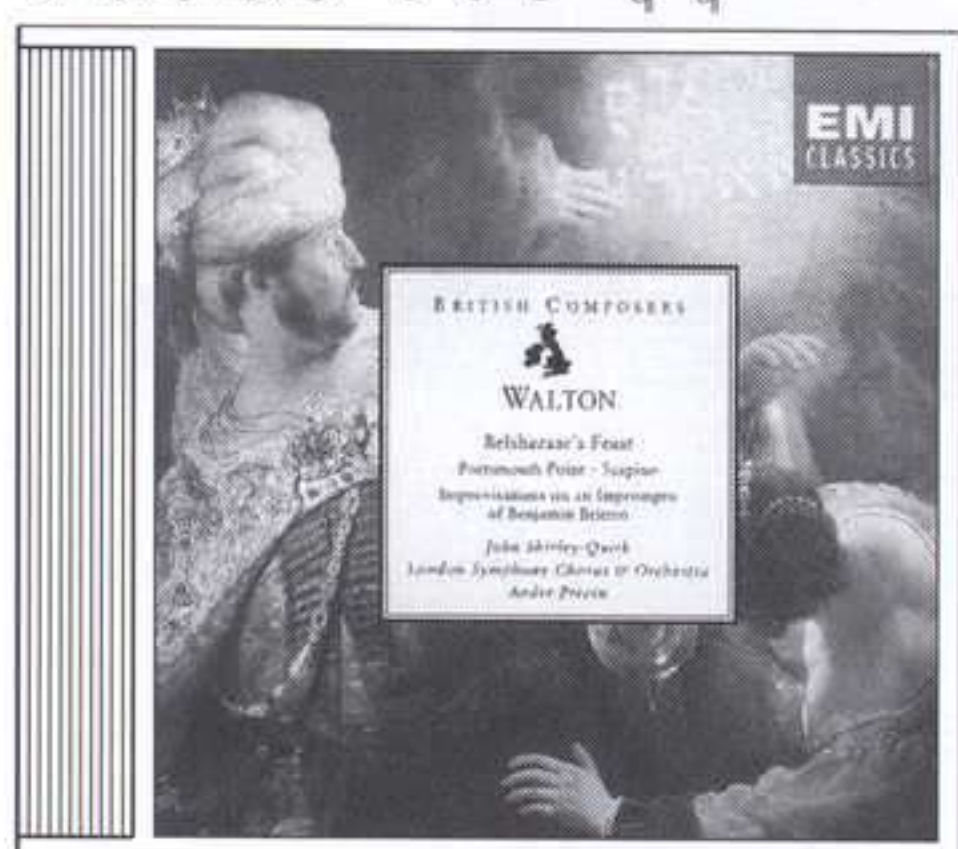 EMI
CLASSICS
BRITISH COMPOSERS
WALTON
Belshazzar's Feast
Portsmouth Point · Scapino
Improvisations on an Impromptu
of Benjamin Britten
John Shirley-Quirk
London Symphony Chorus & Orchestra
André Previn